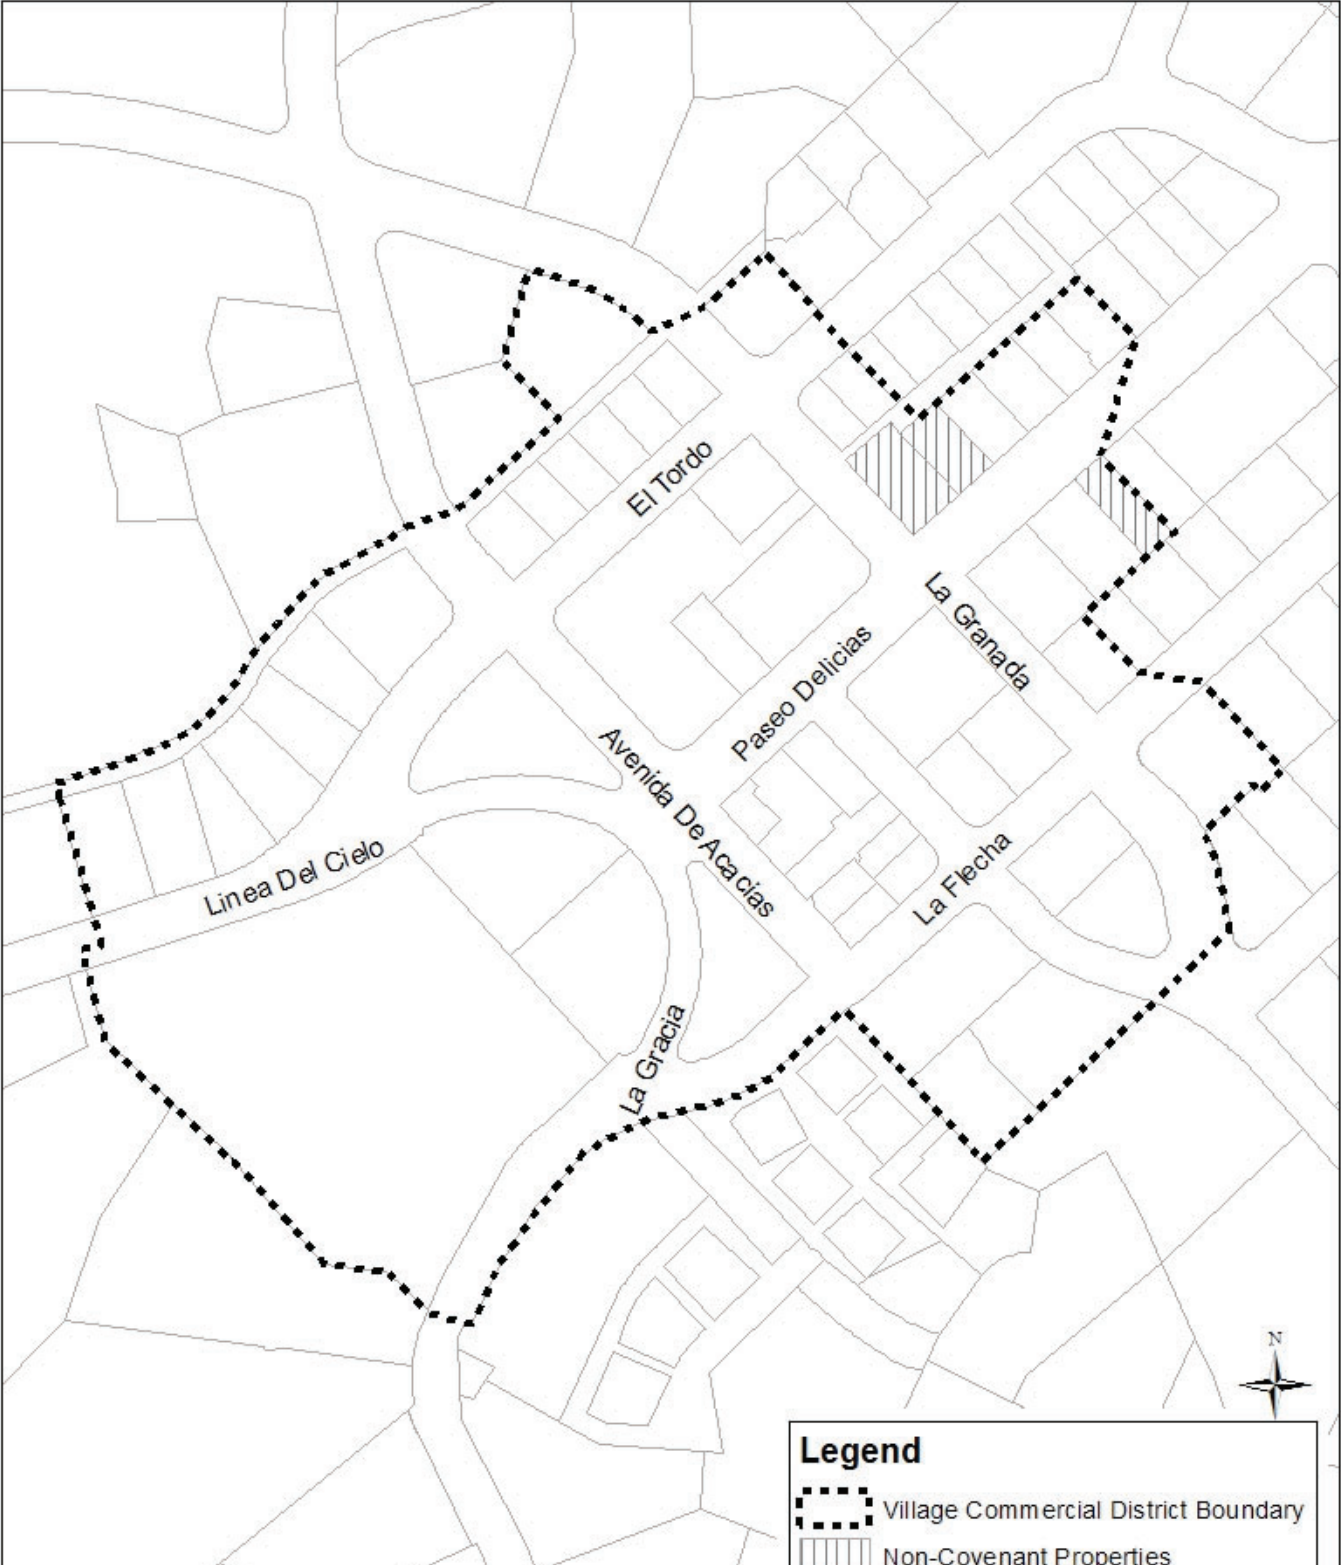 El Tordo
La Granada
Paseo Delicias
Avenida De Acacias
La Flecha
Linea Del Cielo
La Gracia
N
Legend
Village Commercial District Boundary
Non-Covenant Properties